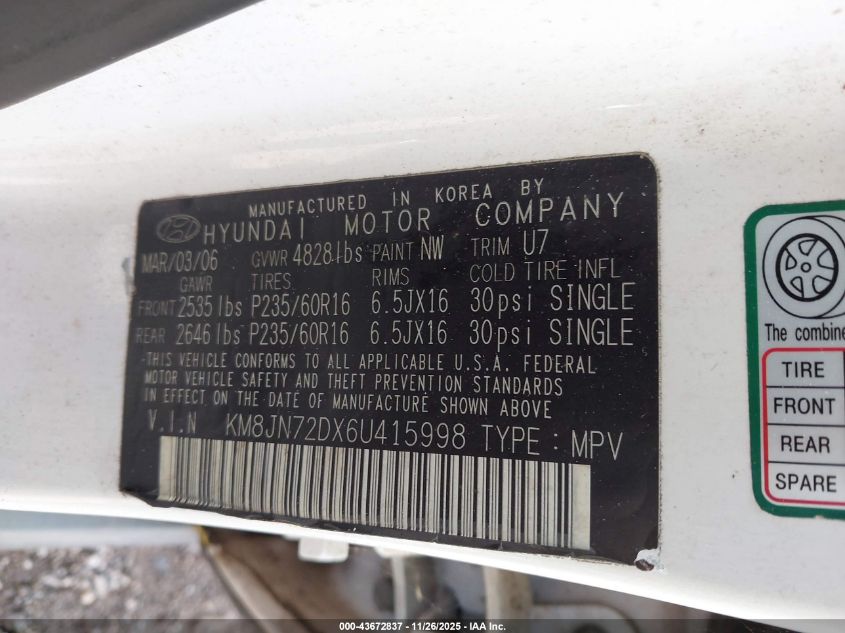 MANUFACTURED IN KOREA BY
HYUNDAI MOTOR COMPANY
MAR/03/06 GVWR 4828lbs PAINT NW TRIM U7
GAWR TIRES RIMS COLD TIRE INFL
FRONT 2535lbs P235/60R16 6.5JX16 30psi SINGLE
REAR 2646lbs P235/60R16 6.5JX16 30psi SINGLE
-THIS VEHICLE CONFORMS TO ALL APPLICABLE U.S.A. FEDERAL
MOTOR VEHICLE SAFETY AND THEFT PREVENTION STANDARDS
IN EFFECT ON THE DATE OF MANUFACTURE SHOWN ABOVE
V.I.N KM8JN72DX6U415998 TYPE : MPV
The combine
TIRE
FRONT
REAR
SPARE
000-43672837 - 11/26/2025 - IAA Inc.